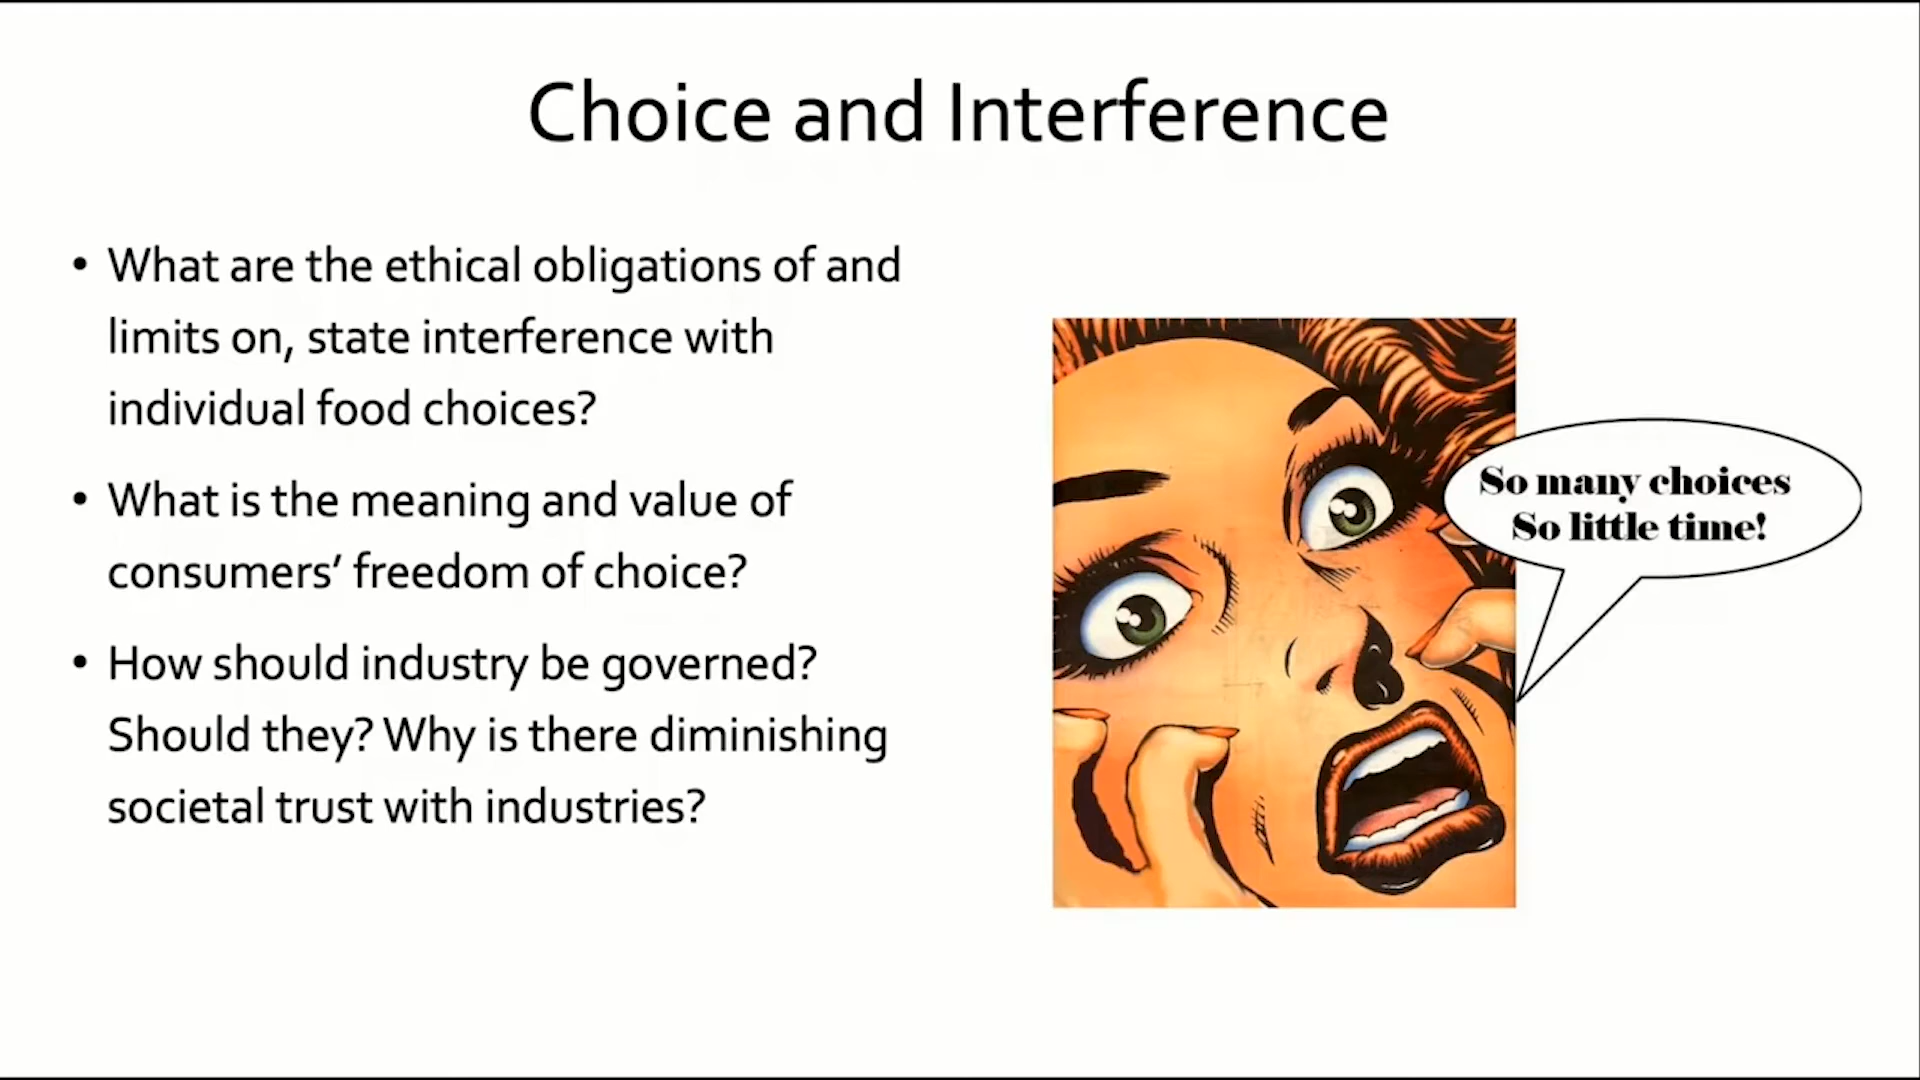 Choice and Interference
• What are the ethical obligations of and
limits on, state interference with
individual food choices?
• What is the meaning and value of
consumers’ freedom of choice?
• How should industry be governed?
Should they? Why is there diminishing
societal trust with industries?
So many choices
So little time!